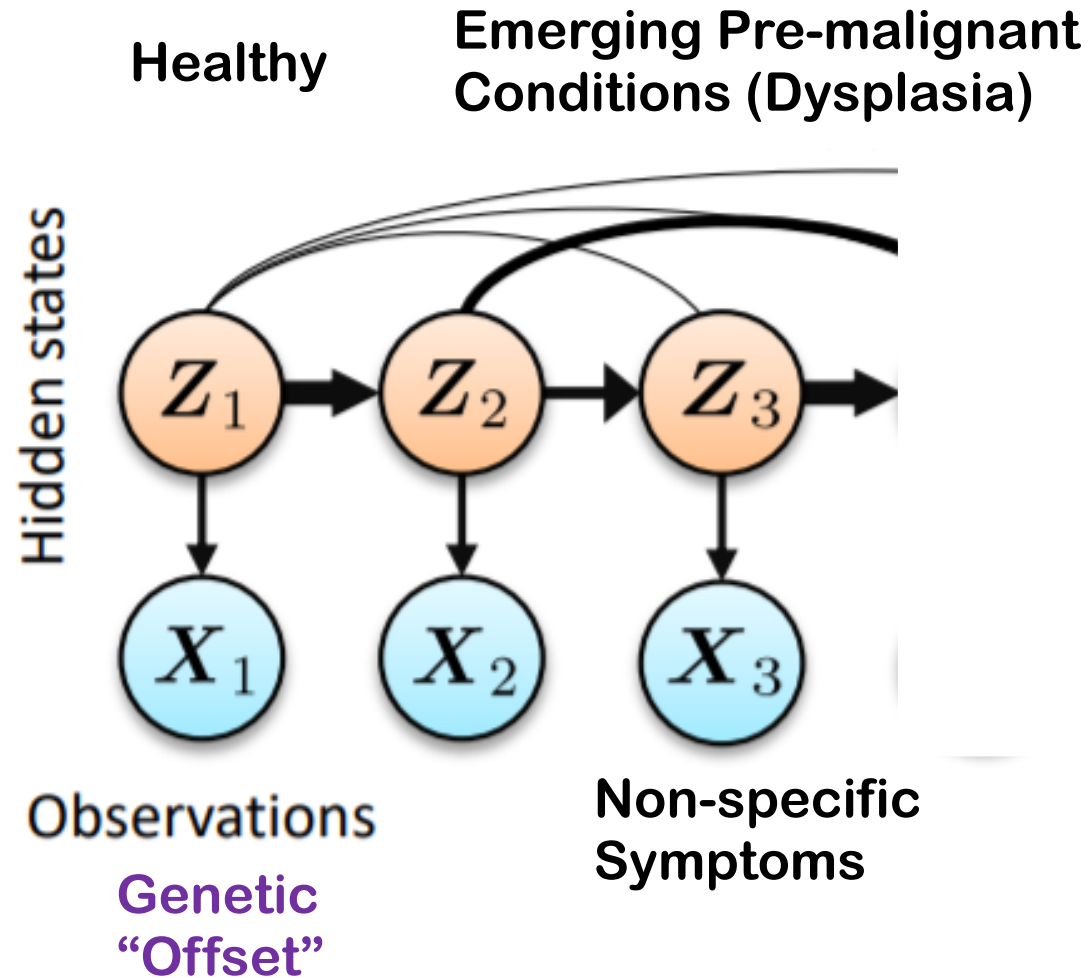 Healthy
Emerging Pre-malignant
Conditions (Dysplasia)
Hidden states
Z1
Z2
Z3
X1
X2
X3
Observations
Non-specific
Symptoms
Genetic
“Offset”